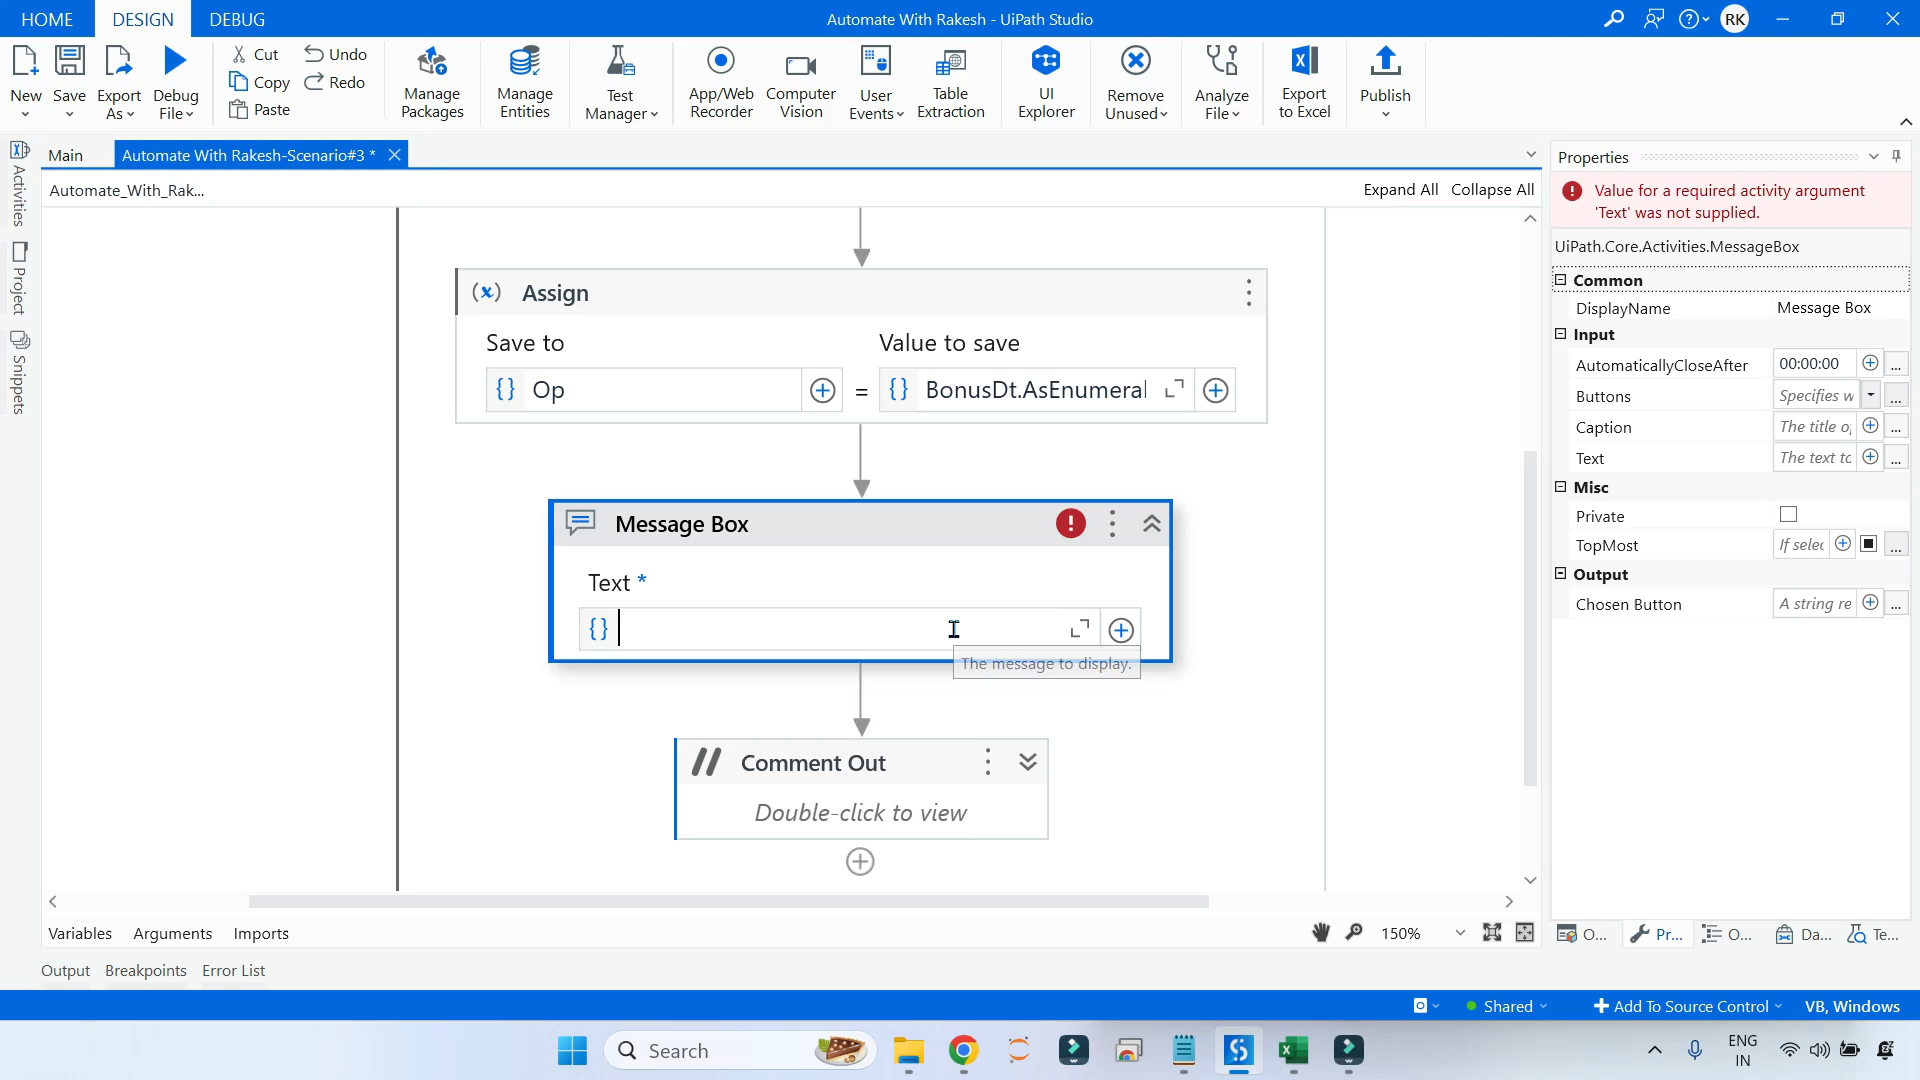 HOME DESIGN DEBUG Automate With Rakesh - UiPath Studio RK
New Save Export As Debug File Cut Copy Paste Undo Redo Manage Packages Manage Entities Test Manager App/Web Recorder Computer Vision User Events Table Extraction UI Explorer Remove Unused Analyze File Export to Excel Publish
Activities
Project
Snippets
Main Automate With Rakesh-Scenario#3 *
Automate_With_Rak... Expand All Collapse All
Assign
Save to Value to save
Op = BonusDt.AsEnumeral
Message Box
Text *
The message to display.
Comment Out
Double-click to view
Properties
Value for a required activity argument
'Text' was not supplied.
UiPath.Core.Activities.MessageBox
Common
DisplayName Message Box
Input
AutomaticallyCloseAfter 00:00:00 ...
Buttons Specifies w ...
Caption The title o ...
Text The text to ...
Misc
Private
TopMost If selec ...
Output
Chosen Button A string re ...
Variables Arguments Imports 150% O... Pr... O... Da... Te...
Output Breakpoints Error List
Shared Add To Source Control VB, Windows
Search ENG
IN